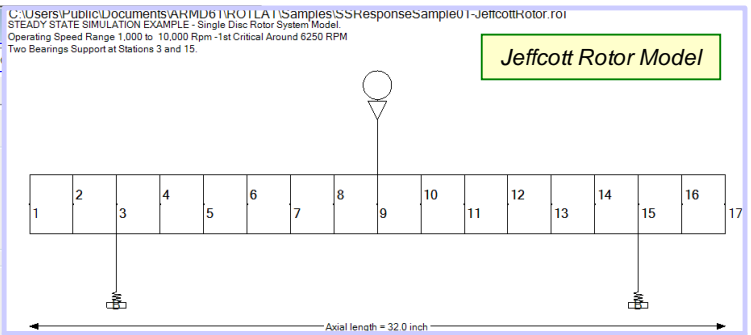 C:\Users\Public\Documents\ARMD61\ROTLAT\Samples\SSResponseSample01-JeffcottRotor.rol
STEADY STATE SIMULATION EXAMPLE - Single Disc Rotor System Model.
Operating Speed Range 1,000 to 10,000 Rpm -1st Critical Around 6250 RPM
Two Bearings Support at Stations 3 and 15.
Jeffcott Rotor Model
2 4 6 8 10 12 14 16
1 3 5 7 9 11 13 15 17
B B
Axial length = 32.0 inch